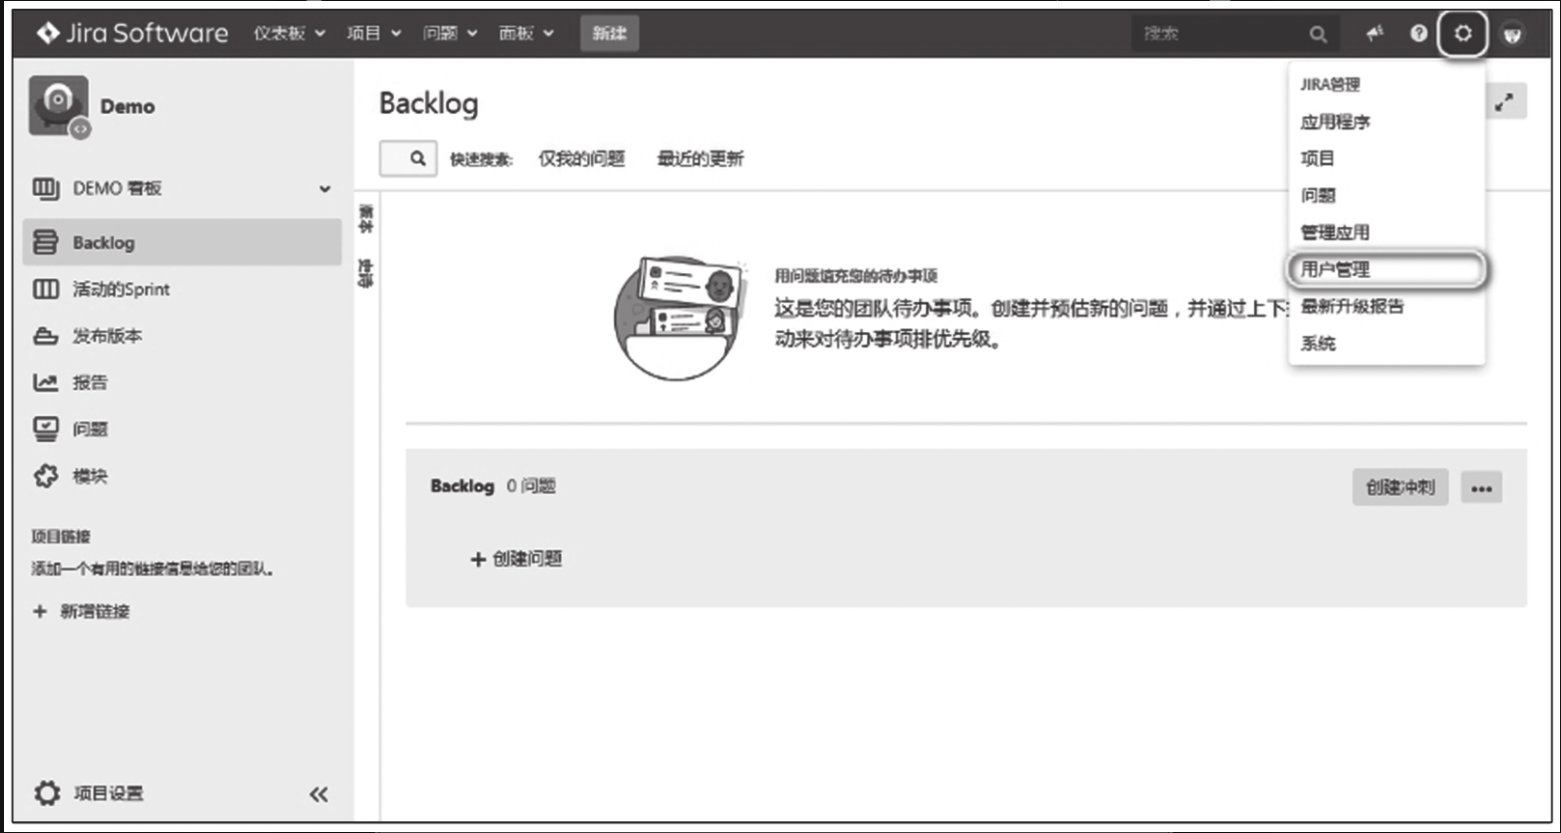 Jira Software 仪表板 项目 问题 面板 新建 搜索
Demo
DEMO 看板
Backlog
活动的Sprint
发布版本
报告
问题
模块
项目链接
添加一个有用的链接信息给您的团队。
+ 新增链接
项目设置
Backlog
快速搜索: 仅我的问题 最近的更新
版本
史诗
用问题填充您的待办事项
这是您的团队待办事项。创建并预估新的问题，并通过上下
动来对待办事项排优先级。
Backlog 0 问题 创建冲刺 •••
+ 创建问题
JIRA管理
应用程序
项目
问题
管理应用
用户管理
最新升级报告
系统